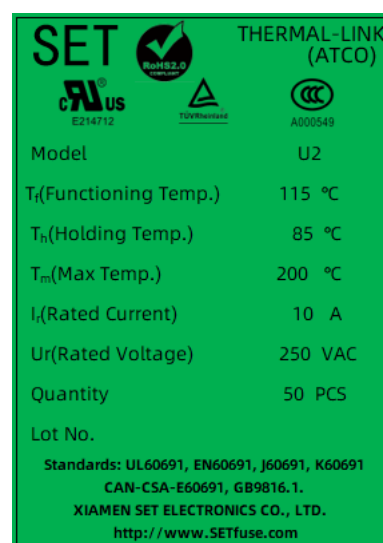 SET
RoHS2.0
COMPLIANT
THERMAL-LINK
(ATCO)
c RU ® US
E214712
TÜVRheinland
CCC
A000549
Model U2
Tf(Functioning Temp.) 115 ℃
Th(Holding Temp.) 85 ℃
Tm(Max Temp.) 200 ℃
Ir(Rated Current) 10 A
Ur(Rated Voltage) 250 VAC
Quantity 50 PCS
Lot No.
Standards: UL60691, EN60691, J60691, K60691
CAN-CSA-E60691, GB9816.1.
XIAMEN SET ELECTRONICS CO., LTD.
http://www.SETfuse.com